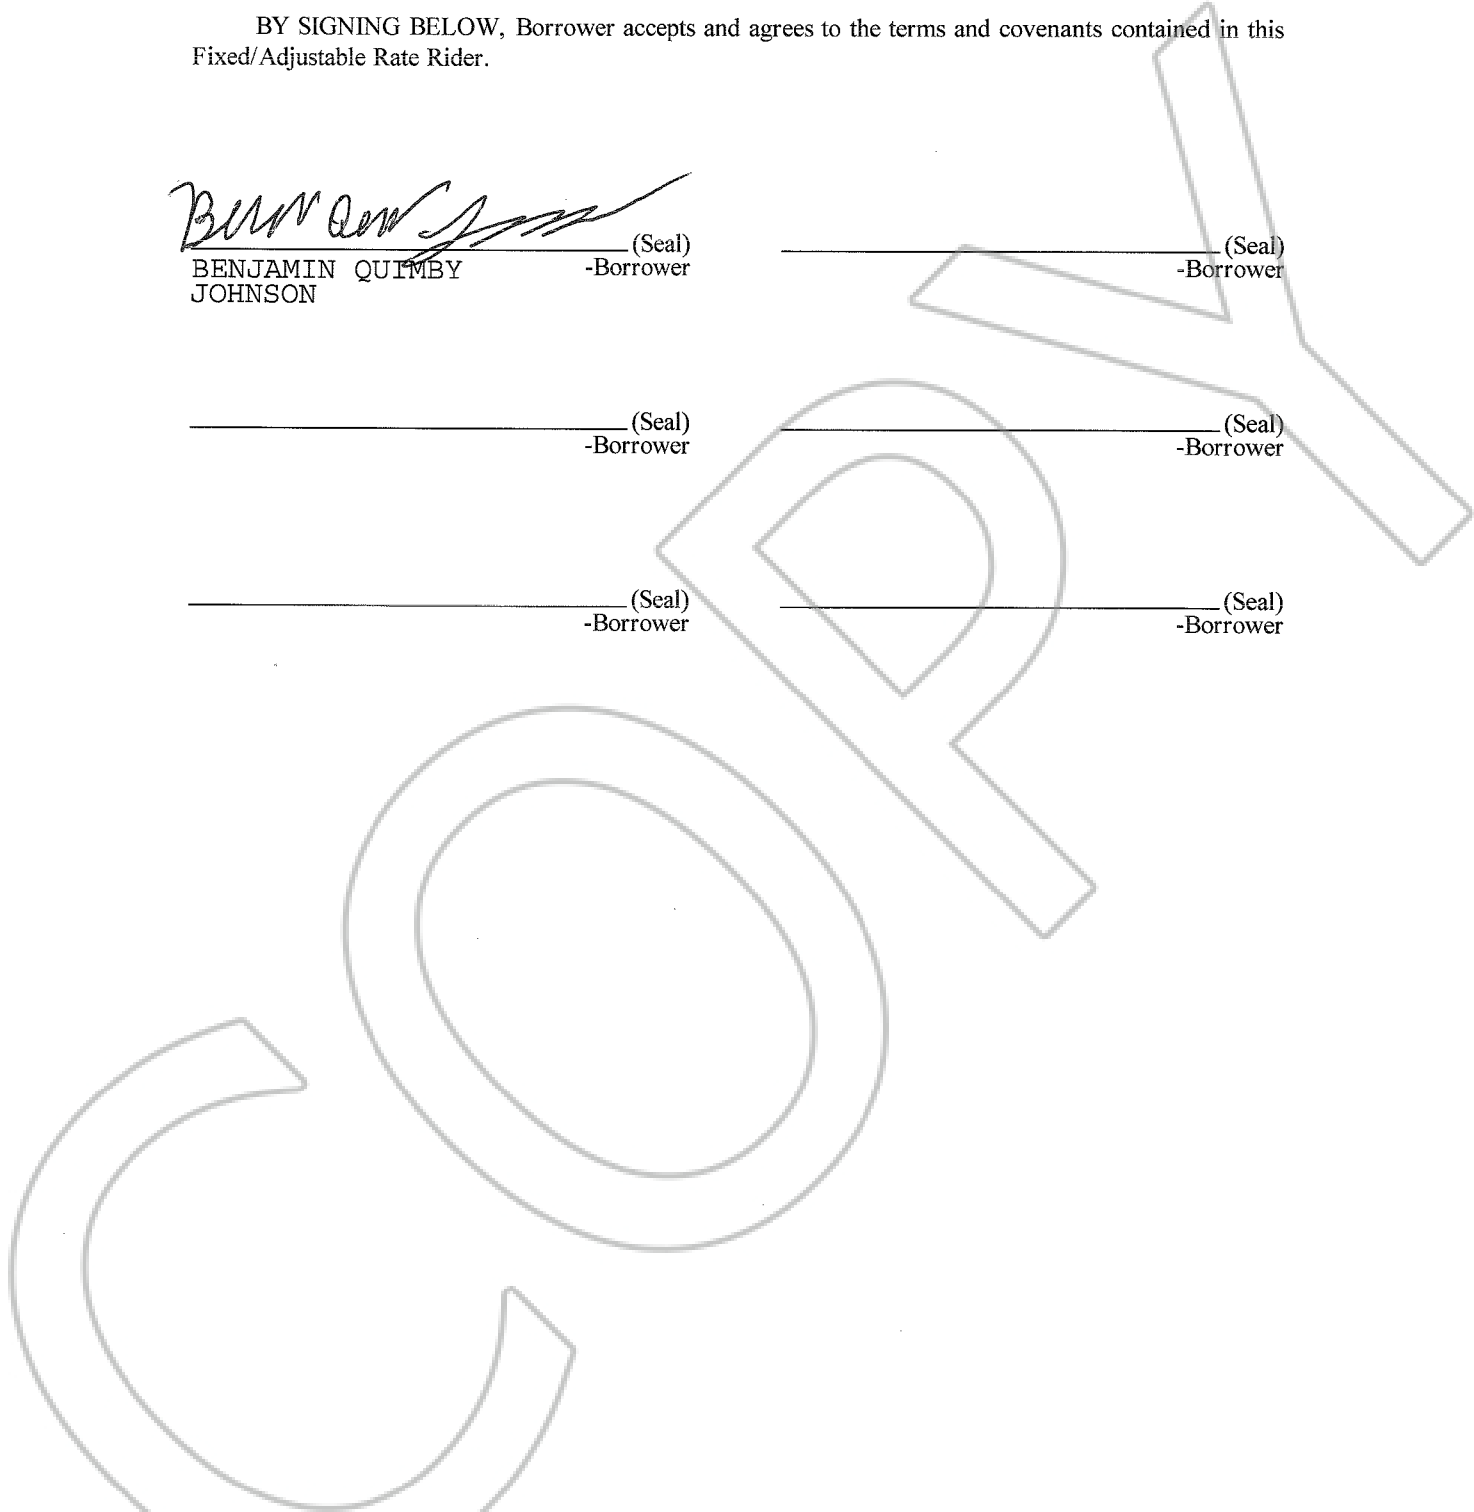 BY SIGNING BELOW, Borrower accepts and agrees to the terms and covenants contained in this
Fixed/Adjustable Rate Rider.
(Seal) (Seal)
BENJAMIN QUIMBY -Borrower -Borrower
JOHNSON
(Seal) (Seal)
-Borrower -Borrower
(Seal) (Seal)
-Borrower -Borrower
COPY